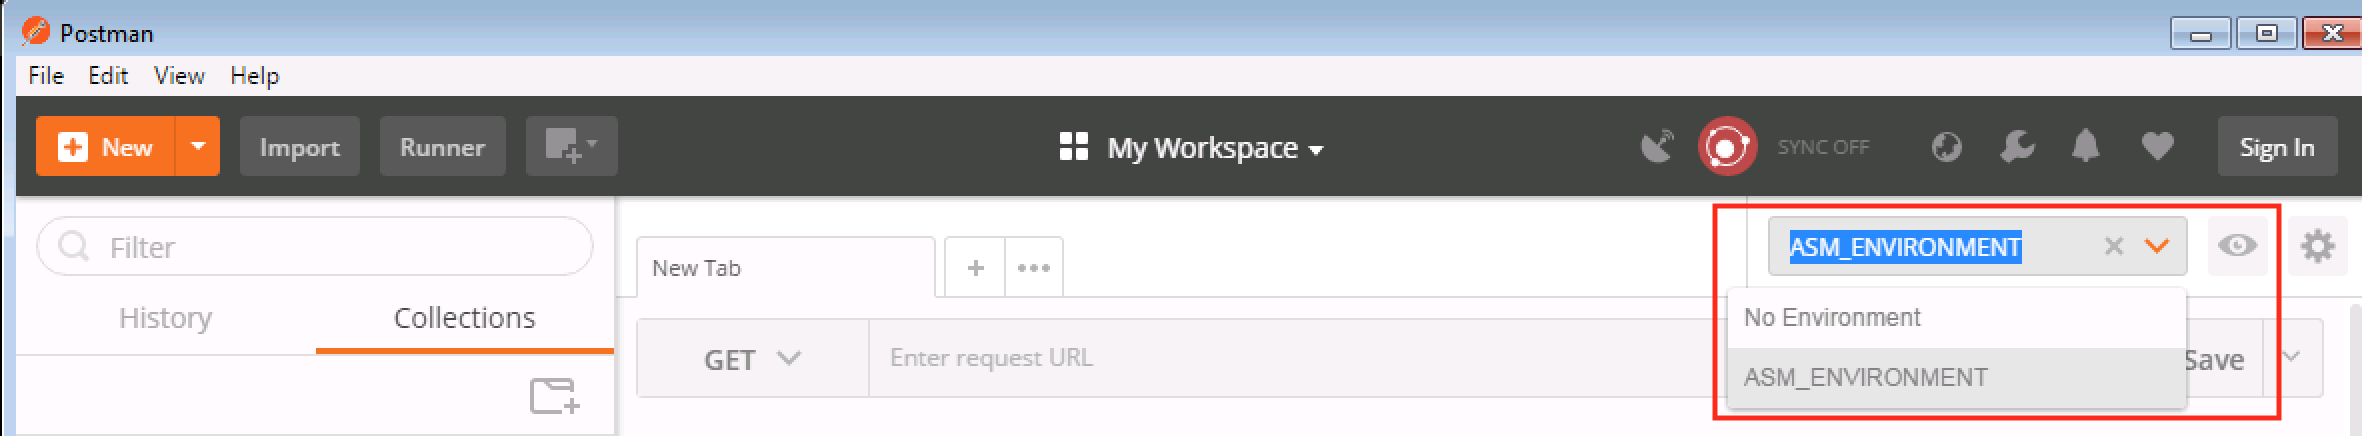 Postman
File Edit View Help
New Import Runner My Workspace SYNC OFF Sign In
Filter
New Tab
ASM_ENVIRONMENT
History Collections
No Environment
GET Enter request URL
Save
ASM_ENVIRONMENT